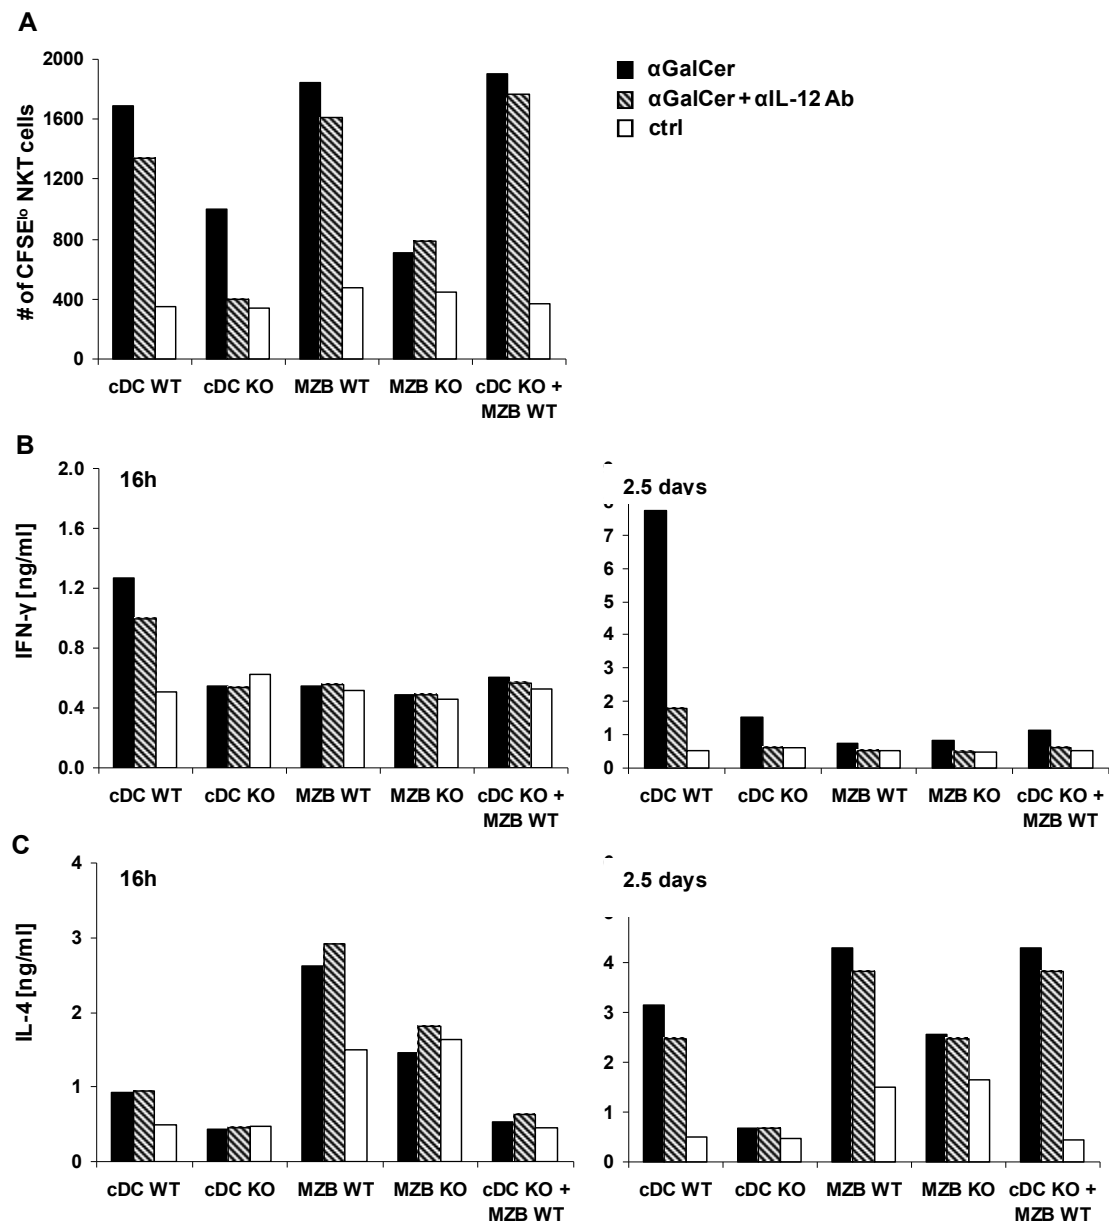 A
2000
1600
1200
800
400
0
# of CFSElo NKT cells
cDC WT
cDC KO
MZB WT
MZB KO
cDC KO +
MZB WT
αGalCer
αGalCer + αIL-12 Ab
ctrl
B
16h
2.0
1.6
1.2
0.8
0.4
0.0
IFN-γ [ng/ml]
cDC WT
cDC KO
MZB WT
MZB KO
cDC KO +
MZB WT
2.5 days
8
7
6
5
4
3
2
1
0
cDC WT
cDC KO
MZB WT
MZB KO
cDC KO +
MZB WT
C
16h
4
3
2
1
0
IL-4 [ng/ml]
cDC WT
cDC KO
MZB WT
MZB KO
cDC KO +
MZB WT
2.5 days
5
4
3
2
1
0
cDC WT
cDC KO
MZB WT
MZB KO
cDC KO +
MZB WT